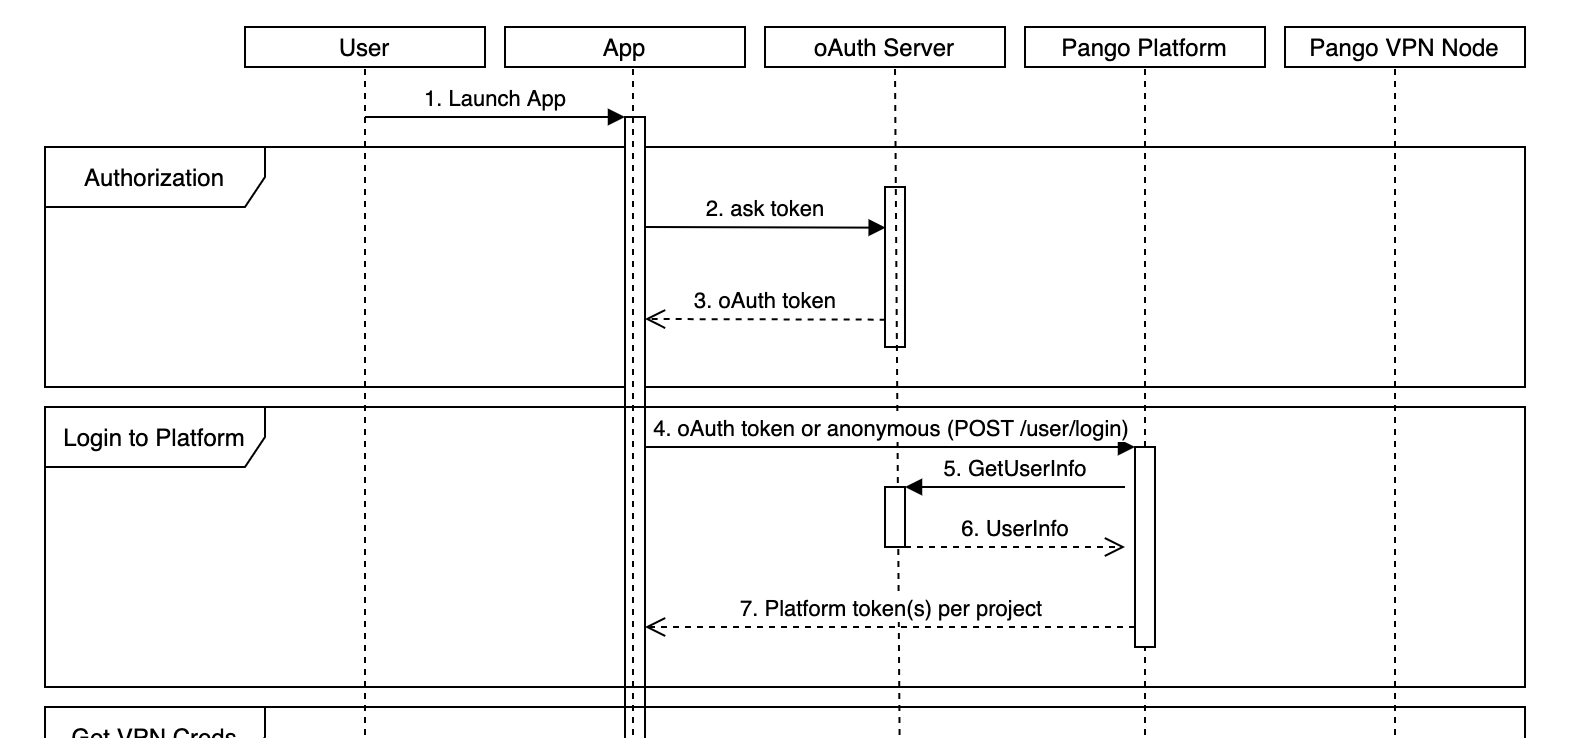 User
App
oAuth Server
Pango Platform
Pango VPN Node
1. Launch App
Authorization
2. ask token
3. oAuth token
Login to Platform
4. oAuth token or anonymous (POST /user/login)
5. GetUserInfo
6. UserInfo
7. Platform token(s) per project
Get VPN Creds